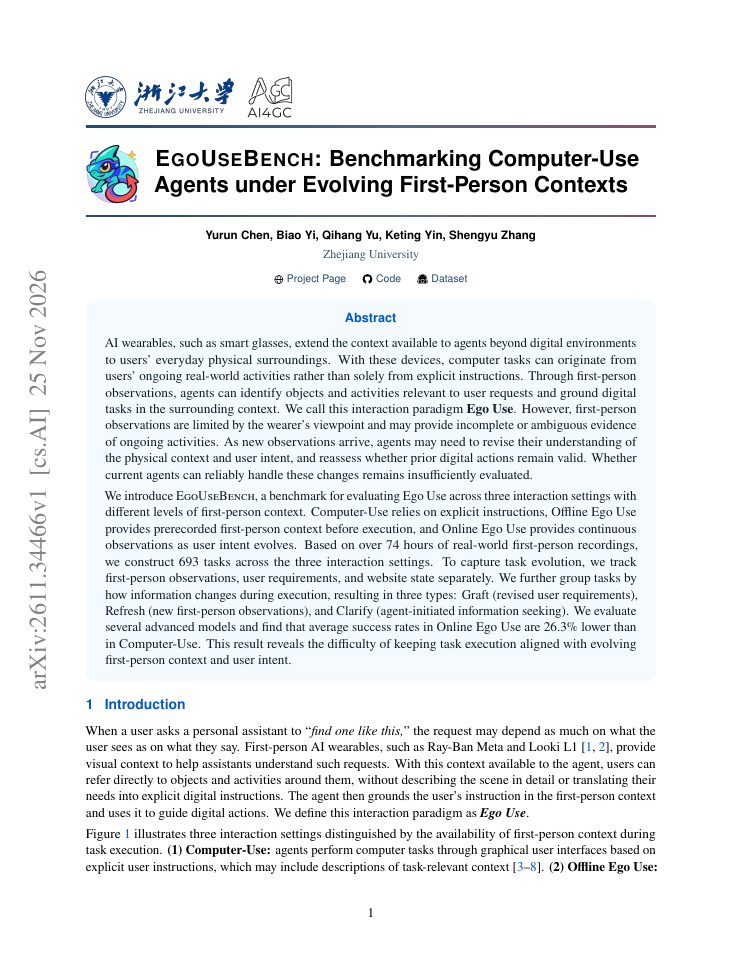 浙江大学
ZHEJIANG UNIVERSITY
AI4GC
EGOUSEBENCH: Benchmarking Computer-Use
Agents under Evolving First-Person Contexts
Yurun Chen, Biao Yi, Qihang Yu, Keting Yin, Shengyu Zhang
Zhejiang University
Project Page Code Dataset
arXiv:2611.34466v1 [cs.AI] 25 Nov 2026
Abstract
AI wearables, such as smart glasses, extend the context available to agents beyond digital environments
to users' everyday physical surroundings. With these devices, computer tasks can originate from
users' ongoing real-world activities rather than solely from explicit instructions. Through first-person
observations, agents can identify objects and activities relevant to user requests and ground digital
tasks in the surrounding context. We call this interaction paradigm Ego Use. However, first-person
observations are limited by the wearer's viewpoint and may provide incomplete or ambiguous evidence
of ongoing activities. As new observations arrive, agents may need to revise their understanding of
the physical context and user intent, and reassess whether prior digital actions remain valid. Whether
current agents can reliably handle these changes remains insufficiently evaluated.
We introduce EGOUSEBENCH, a benchmark for evaluating Ego Use across three interaction settings with
different levels of first-person context. Computer-Use relies on explicit instructions, Offline Ego Use
provides prerecorded first-person context before execution, and Online Ego Use provides continuous
observations as user intent evolves. Based on over 74 hours of real-world first-person recordings,
we construct 693 tasks across the three interaction settings. To capture task evolution, we track
first-person observations, user requirements, and website state separately. We further group tasks by
how information changes during execution, resulting in three types: Graft (revised user requirements),
Refresh (new first-person observations), and Clarify (agent-initiated information seeking). We evaluate
several advanced models and find that average success rates in Online Ego Use are 26.3% lower than
in Computer-Use. This result reveals the difficulty of keeping task execution aligned with evolving
first-person context and user intent.
1 Introduction
When a user asks a personal assistant to “find one like this,” the request may depend as much on what the
user sees as on what they say. First-person AI wearables, such as Ray-Ban Meta and Looki L1 [1, 2], provide
visual context to help assistants understand such requests. With this context available to the agent, users can
refer directly to objects and activities around them, without describing the scene in detail or translating their
needs into explicit digital instructions. The agent then grounds the user's instruction in the first-person context
and uses it to guide digital actions. We define this interaction paradigm as Ego Use.
Figure 1 illustrates three interaction settings distinguished by the availability of first-person context during
task execution. (1) Computer-Use: agents perform computer tasks through graphical user interfaces based on
explicit user instructions, which may include descriptions of task-relevant context [3–8]. (2) Offline Ego Use:
1